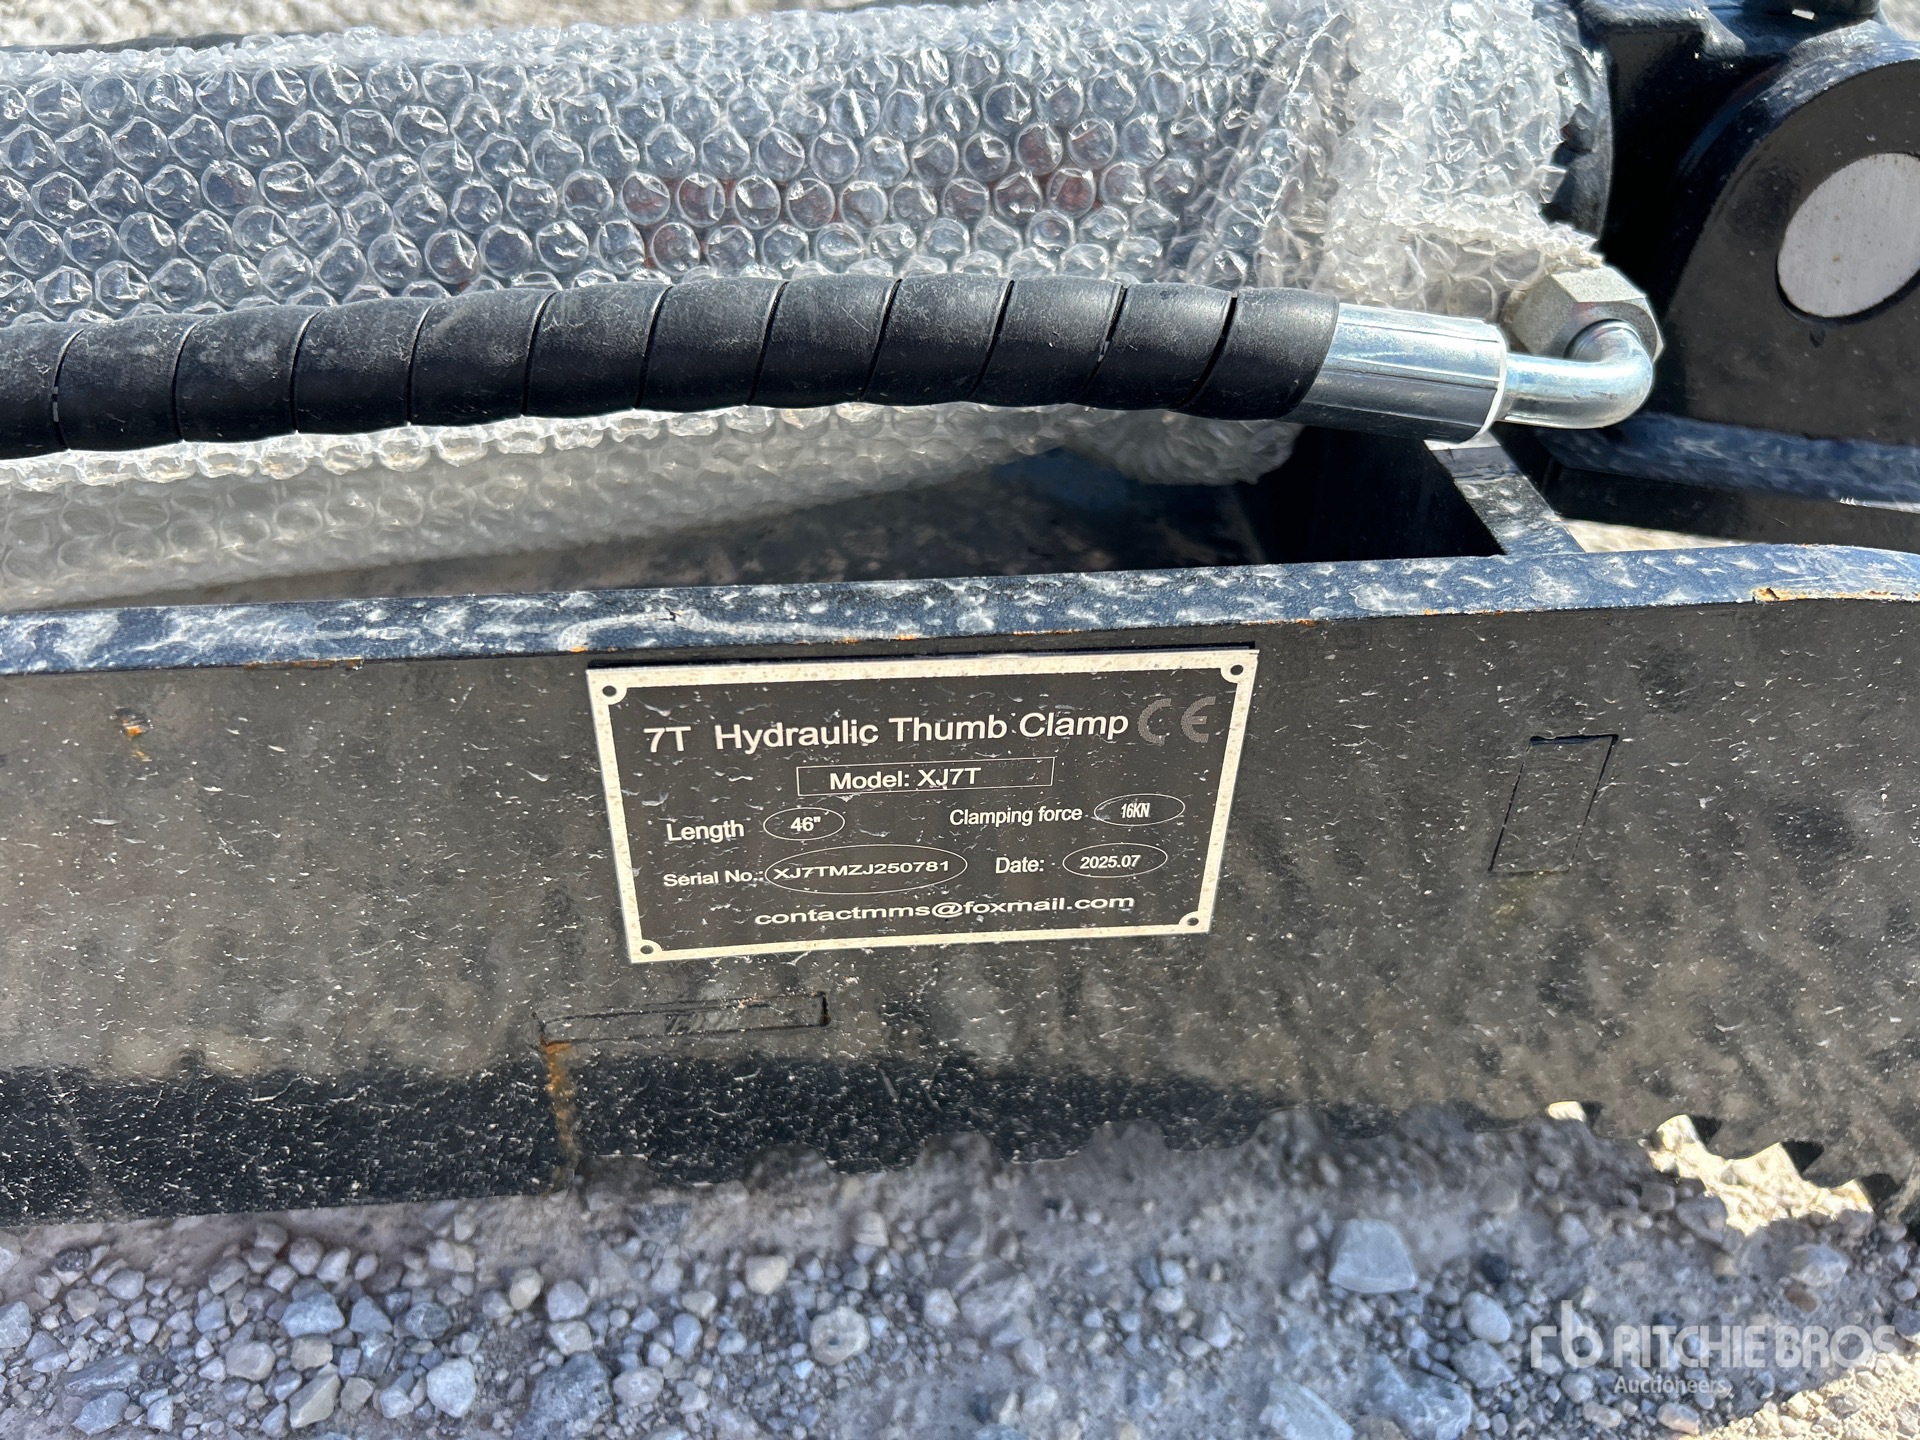 7T Hydraulic Thumb Clamp CE
Model: XJ7T
Length 46" Clamping force 16KN
Serial No.: XJ7TMZJ250781 Date: 2025.07
contactmms@foxmail.com
rb RITCHIE BROS
Auctioneers